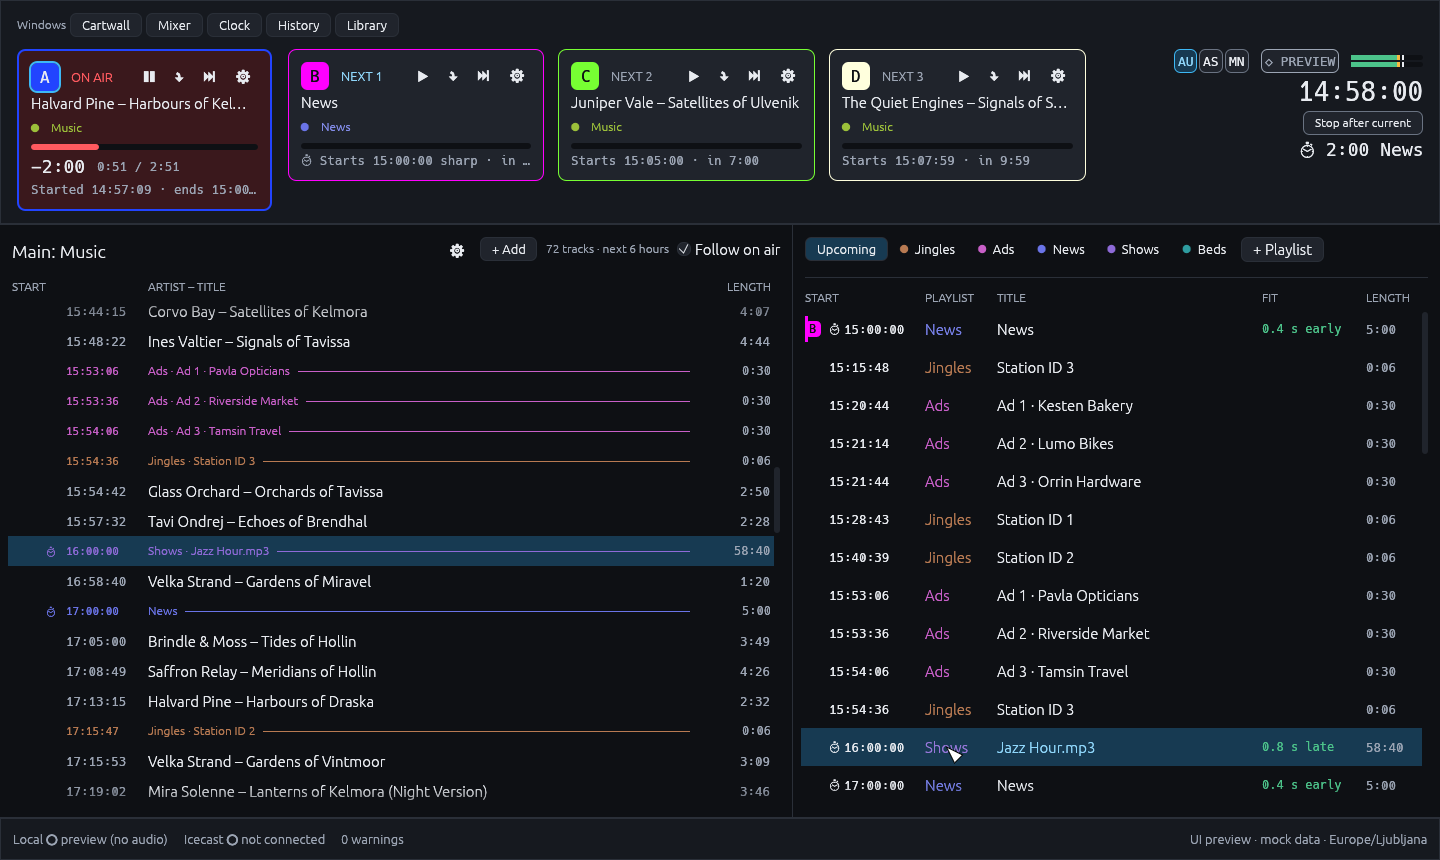 Windows Cartwall Mixer Clock History Library
A ON AIR
Halvard Pine – Harbours of Kel…
Music
−2:00 0:51 / 2:51
Started 14:57:09 · ends 15:00…
B NEXT 1
News
News
Starts 15:00:00 sharp · in …
C NEXT 2
Juniper Vale – Satellites of Ulvenik
Music
Starts 15:05:00 · in 7:00
D NEXT 3
The Quiet Engines – Signals of S…
Music
Starts 15:07:59 · in 9:59
AU AS MN ◇ PREVIEW
14:58:00
Stop after current
2:00 News
Main: Music + Add 72 tracks · next 6 hours Follow on air
START ARTIST – TITLE LENGTH
15:44:15 Corvo Bay – Satellites of Kelmora 4:07
15:48:22 Ines Valtier – Signals of Tavissa 4:44
15:53:06 Ads · Ad 1 · Pavla Opticians 0:30
15:53:36 Ads · Ad 2 · Riverside Market 0:30
15:54:06 Ads · Ad 3 · Tamsin Travel 0:30
15:54:36 Jingles · Station ID 3 0:06
15:54:42 Glass Orchard – Orchards of Tavissa 2:50
15:57:32 Tavi Ondrej – Echoes of Brendhal 2:28
16:00:00 Shows · Jazz Hour.mp3 58:40
16:58:40 Velka Strand – Gardens of Miravel 1:20
17:00:00 News 5:00
17:05:00 Brindle & Moss – Tides of Hollin 3:49
17:08:49 Saffron Relay – Meridians of Hollin 4:26
17:13:15 Halvard Pine – Harbours of Draska 2:32
17:15:47 Jingles · Station ID 2 0:06
17:15:53 Velka Strand – Gardens of Vintmoor 3:09
17:19:02 Mira Solenne – Lanterns of Kelmora (Night Version) 3:46
Upcoming Jingles Ads News Shows Beds + Playlist
START PLAYLIST TITLE FIT LENGTH
B 15:00:00 News News 0.4 s early 5:00
15:15:48 Jingles Station ID 3 0:06
15:20:44 Ads Ad 1 · Kesten Bakery 0:30
15:21:14 Ads Ad 2 · Lumo Bikes 0:30
15:21:44 Ads Ad 3 · Orrin Hardware 0:30
15:28:43 Jingles Station ID 1 0:06
15:40:39 Jingles Station ID 2 0:06
15:53:06 Ads Ad 1 · Pavla Opticians 0:30
15:53:36 Ads Ad 2 · Riverside Market 0:30
15:54:06 Ads Ad 3 · Tamsin Travel 0:30
15:54:36 Jingles Station ID 3 0:06
16:00:00 Shows Jazz Hour.mp3 0.8 s late 58:40
17:00:00 News News 0.4 s early 5:00
Local preview (no audio) Icecast not connected 0 warnings
UI preview · mock data · Europe/Ljubljana